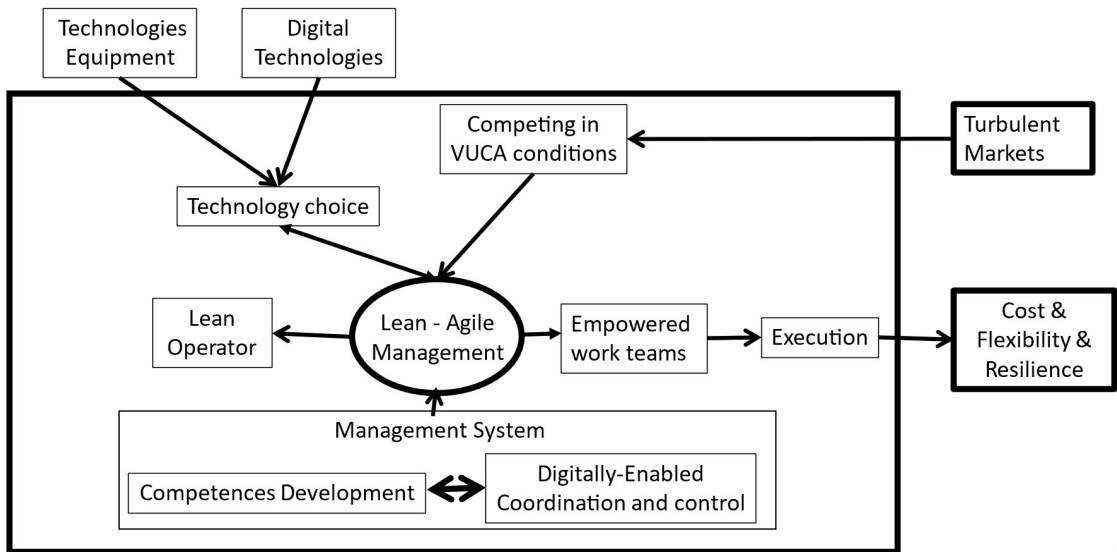 Technologies
Equipment
Digital
Technologies
Competing in
VUCA conditions
Turbulent
Markets
Technology choice
Lean
Operator
Lean - Agile
Management
Empowered
work teams
Execution
Cost &
Flexibility &
Resilience
Management System
Competences Development
Digitally-Enabled
Coordination and control